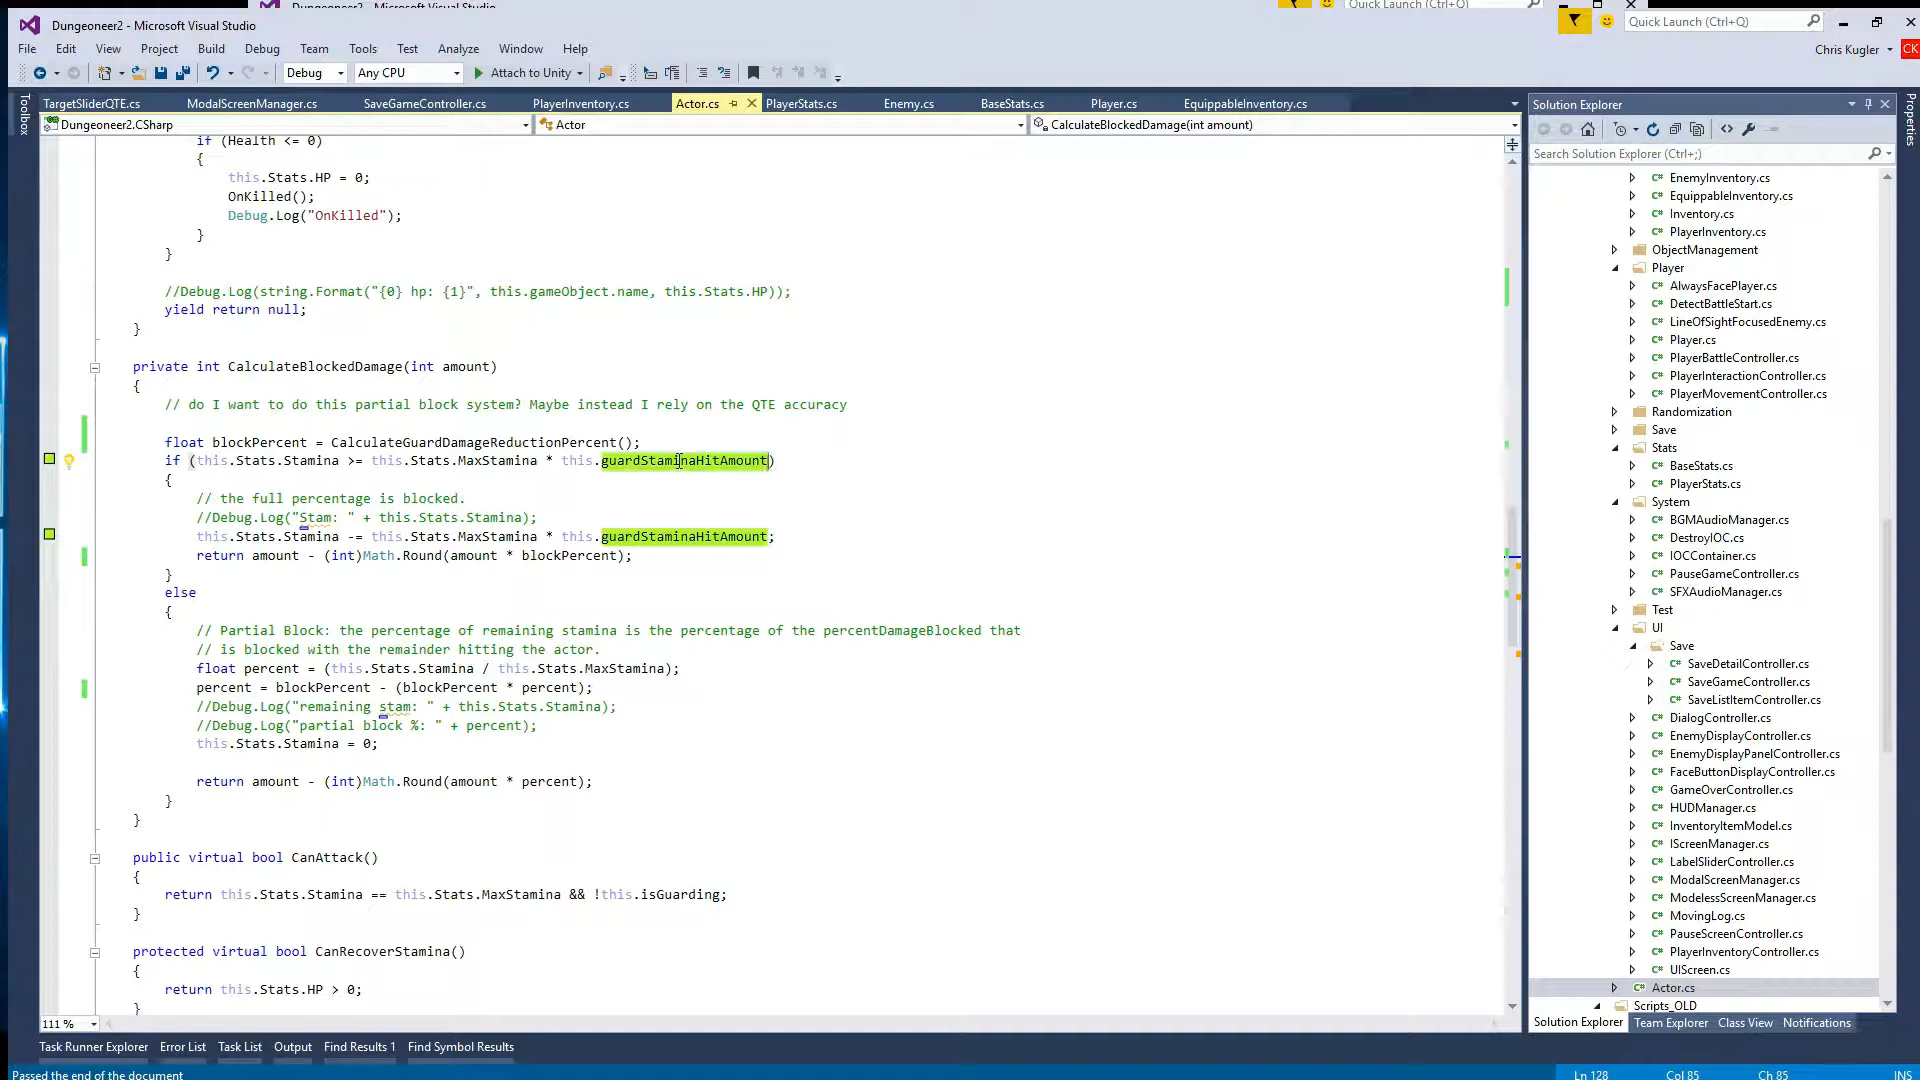 Dungeoneer2 - Microsoft Visual Studio
Quick Launch (Ctrl+O)
Dungeoneer2 - Microsoft Visual Studio
Quick Launch (Ctrl+Q)
File Edit View Project Build Debug Team Tools Test Analyze Window Help
Chris Kugler CK
Debug Any CPU Attach to Unity
Toolbox
TargetSliderQTE.cs ModalScreenManager.cs SaveGameController.cs PlayerInventory.cs Actor.cs PlayerStats.cs Enemy.cs BaseStats.cs Player.cs EquippableInventory.cs
Dungeoneer2.CSharp Actor CalculateBlockedDamage(int amount)
if (Health <= 0)
{
this.Stats.HP = 0;
OnKilled();
Debug.Log("OnKilled");
}
}
//Debug.Log(string.Format("{0} hp: {1}", this.gameObject.name, this.Stats.HP));
yield return null;
}
private int CalculateBlockedDamage(int amount)
{
// do I want to do this partial block system? Maybe instead I rely on the QTE accuracy
float blockPercent = CalculateGuardDamageReductionPercent();
if (this.Stats.Stamina >= this.Stats.MaxStamina * this.guardStaminaHitAmount)
{
// the full percentage is blocked.
//Debug.Log("Stam: " + this.Stats.Stamina);
this.Stats.Stamina -= this.Stats.MaxStamina * this.guardStaminaHitAmount;
return amount - (int)Math.Round(amount * blockPercent);
}
else
{
// Partial Block: the percentage of remaining stamina is the percentage of the percentDamageBlocked that
// is blocked with the remainder hitting the actor.
float percent = (this.Stats.Stamina / this.Stats.MaxStamina);
percent = blockPercent - (blockPercent * percent);
//Debug.Log("remaining stam: " + this.Stats.Stamina);
//Debug.Log("partial block %: " + percent);
this.Stats.Stamina = 0;
return amount - (int)Math.Round(amount * percent);
}
}
public virtual bool CanAttack()
{
return this.Stats.Stamina == this.Stats.MaxStamina && !this.isGuarding;
}
protected virtual bool CanRecoverStamina()
{
return this.Stats.HP > 0;
}
111 %
Solution Explorer
Search Solution Explorer (Ctrl+;)
EnemyInventory.cs
EquippableInventory.cs
Inventory.cs
PlayerInventory.cs
ObjectManagement
Player
AlwaysFacePlayer.cs
DetectBattleStart.cs
LineOfSightFocusedEnemy.cs
Player.cs
PlayerBattleController.cs
PlayerInteractionController.cs
PlayerMovementController.cs
Randomization
Save
Stats
BaseStats.cs
PlayerStats.cs
System
BGMAudioManager.cs
DestroyIOC.cs
IOCContainer.cs
PauseGameController.cs
SFXAudioManager.cs
Test
UI
Save
SaveDetailController.cs
SaveGameController.cs
SaveListItemController.cs
DialogController.cs
EnemyDisplayController.cs
EnemyDisplayPanelController.cs
FaceButtonDisplayController.cs
GameOverController.cs
HUDManager.cs
InventoryItemModel.cs
IScreenManager.cs
LabelSliderController.cs
ModalScreenManager.cs
ModelessScreenManager.cs
MovingLog.cs
PauseScreenController.cs
PlayerInventoryController.cs
UIScreen.cs
Actor.cs
Scripts_OLD
Solution Explorer Team Explorer Class View Notifications
Properties
Task Runner Explorer Error List Task List Output Find Results 1 Find Symbol Results
Passed the end of the document Ln 128 Col 85 Ch 85 INS